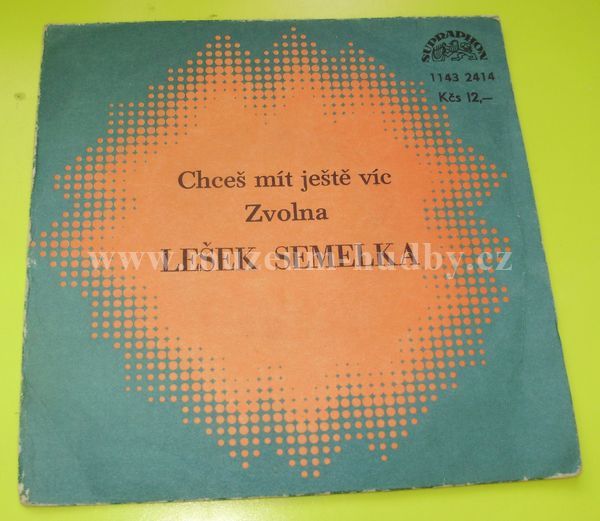 SUPRAPHON
1143 2414
Kčs 12,–
Chceš mít ještě víc
Zvolna
LEŠEK SEMELKA